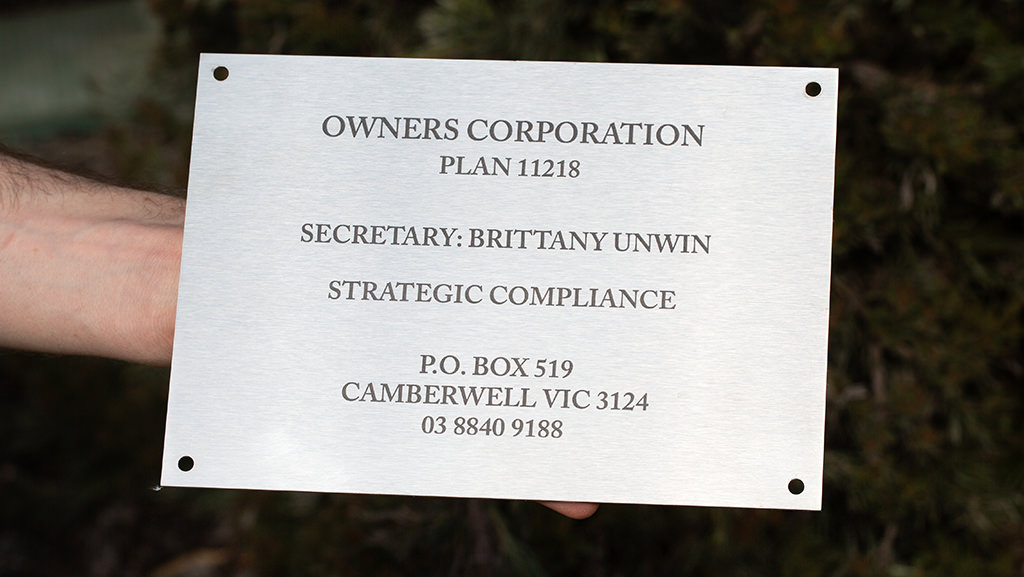 OWNERS CORPORATION
PLAN 11218
SECRETARY: BRITTANY UNWIN
STRATEGIC COMPLIANCE
P.O. BOX 519
CAMBERWELL VIC 3124
03 8840 9188